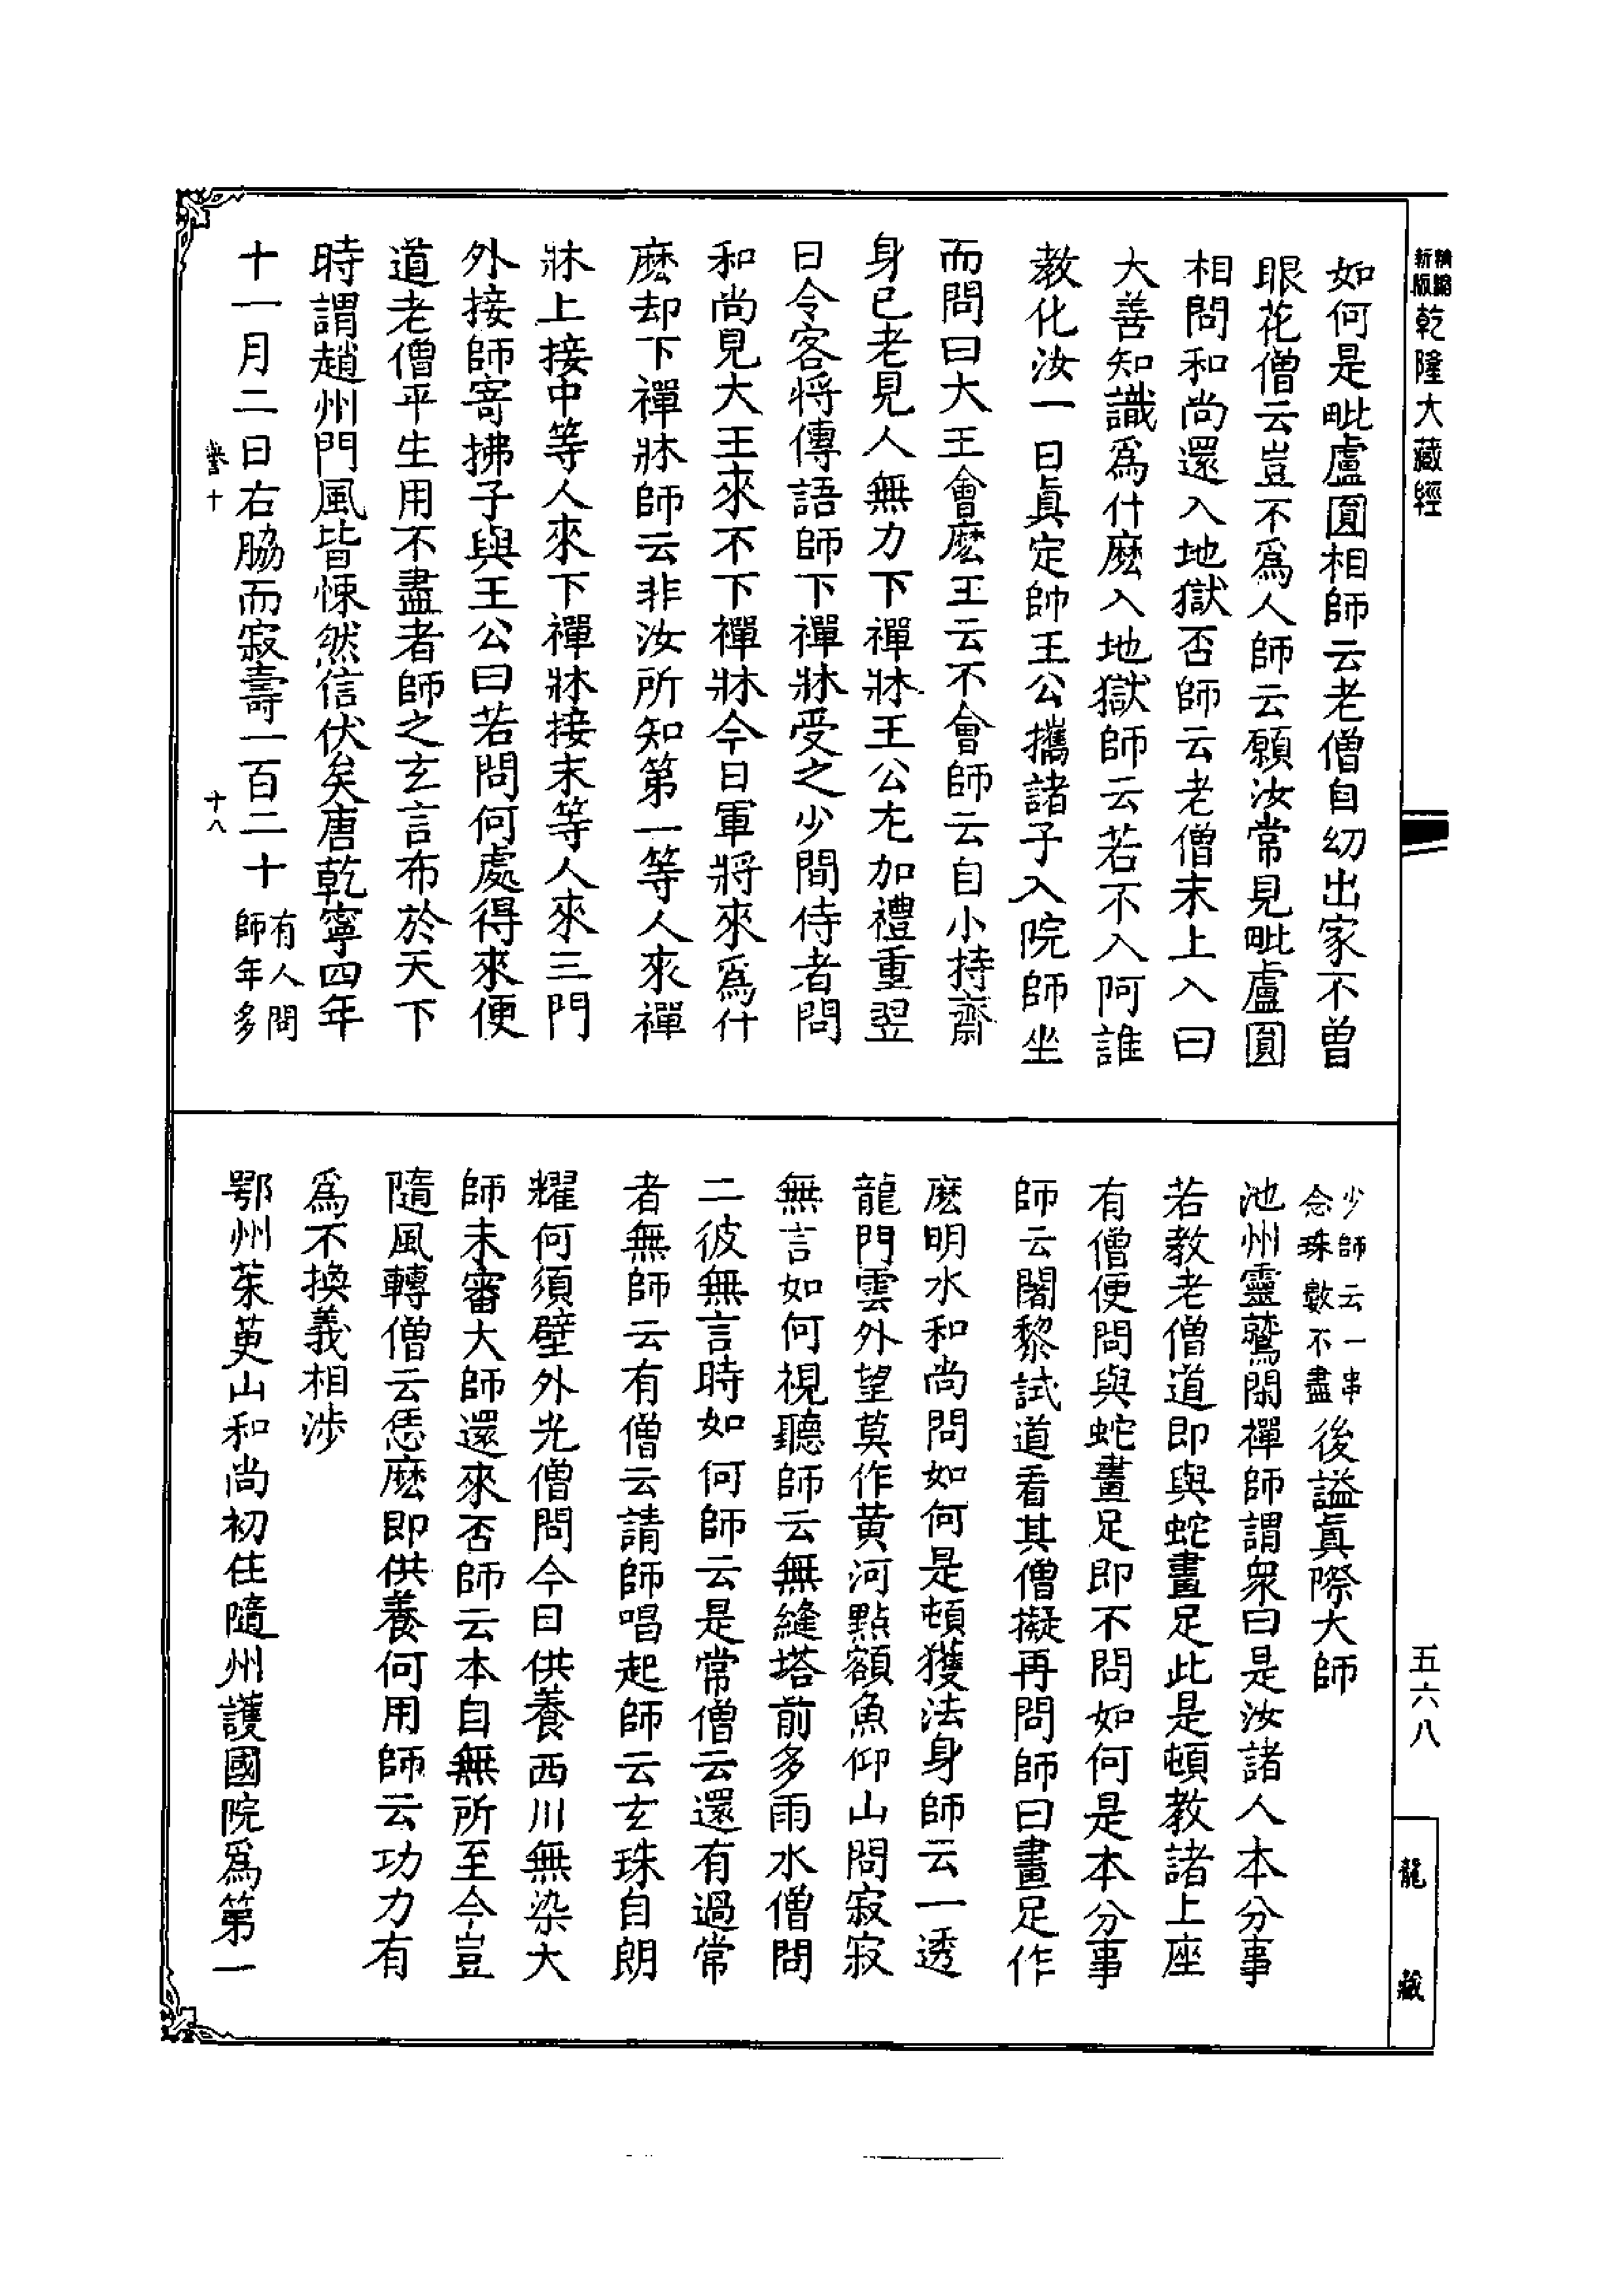 新版
精縮
乾隆大藏經
如何是毗盧圓相師云老僧自幼出家不曾
眼花僧云豈不爲人師云願汝常見毗盧圓
相問和尚還入地獄否師云老僧末上入曰
大善知識爲什麽入地獄師云若不入阿誰
教化汝一日眞定帥王公攜諸子入院師坐
而問曰大王會麽王云不會師云自小持齋
身已老見人無力下禪牀王公尢加禮重翌
日令客將傳語師下禪牀受之少間侍者問
和尚見大王來不下禪牀今日軍將來爲什
麽却下禪牀師云非汝所知第一等人來禪
牀上接中等人來下禪牀接末等人來三門
外接師寄拂子與王公曰若問何處得來便
道老僧平生用不盡者師之玄言布於天下
時謂趙州門風皆悚然信伏矣唐乾寧四年
十一月二日右脇而寂壽一百二十有人問師年多
譽十
十八
少師云一串念珠數不盡後謚眞際大師
池州靈鷲閑禪師謂衆曰是汝諸人本分事
若教老僧道即與蛇畫足此是頓教諸上座
有僧便問與蛇畫足即不問如何是本分事
師云闍黎試道看其僧擬再問師曰畫足作
麽明水和尚問如何是頓獲法身師云一透
龍門雲外望莫作黄河點額魚仰山問寂寂
無言如何視聽師云無縫塔前多雨水僧問
二彼無言時如何師云是常僧云還有過常
者無師云有僧云請師唱起師云玄珠自朗
耀何須壁外光僧問今日供養西川無染大
師未審大師還來否師云本自無所至今豈
隨風轉僧云恁麽即供養何用師云功力有
爲不換義相涉
鄂州茱萸山和尚初住隨州護國院爲第一
五六八
龍藏